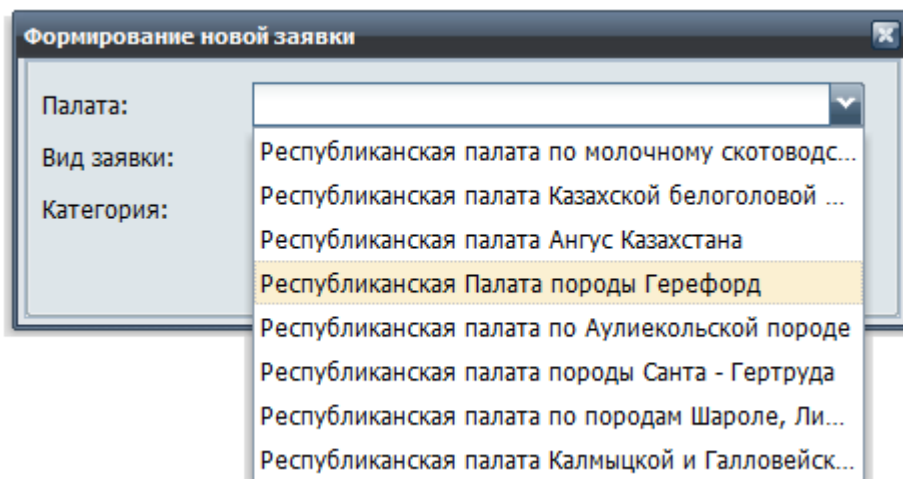 Формирование новой заявки
Палата:
Республиканская палата по молочному скотоводс...
Вид заявки:
Республиканская палата Казахской белоголовой ...
Категория:
Республиканская палата Ангус Казахстана
Республиканская Палата породы Герефорд
Республиканская палата по Аулиекольской породе
Республиканская палата породы Санта - Гертруда
Республиканская палата по породам Шароле, Ли...
Республиканская палата Калмыцкой и Галловейск...